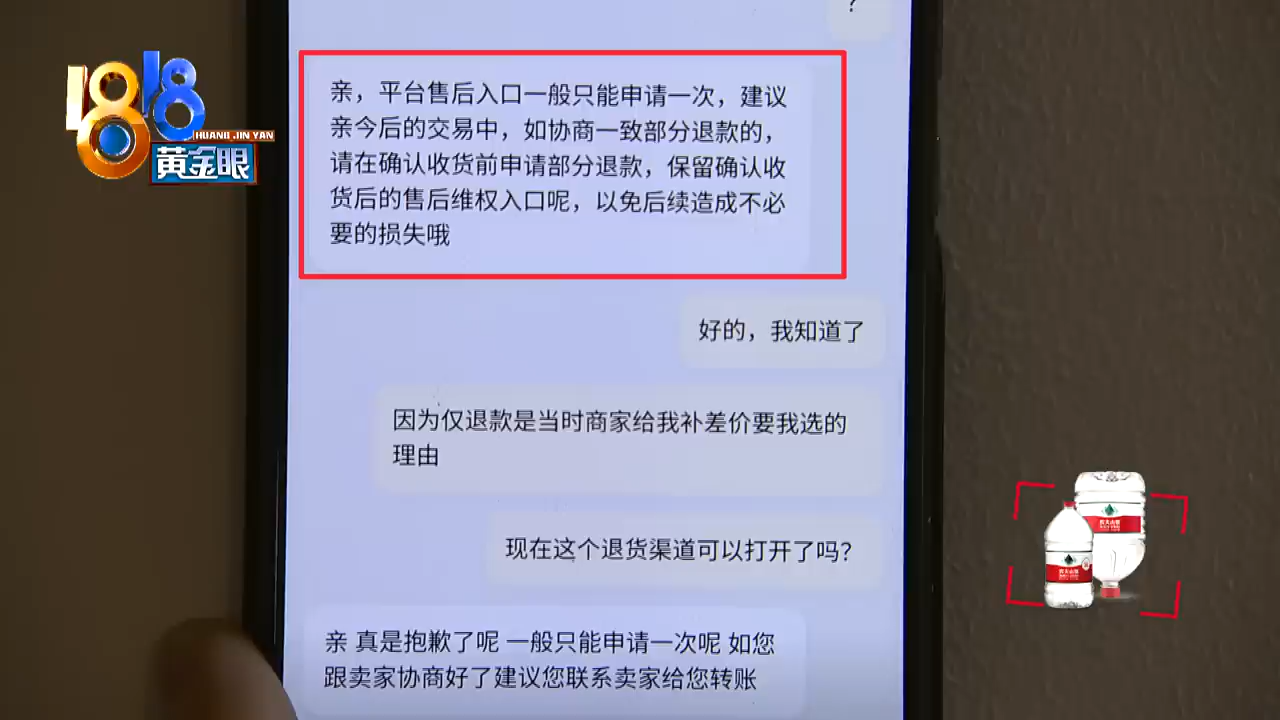 ?
1818
HUANG JIN YAN
黄金眼
亲，平台售后入口一般只能申请一次，建议
亲今后的交易中，如协商一致部分退款的，
请在确认收货前申请部分退款，保留确认收
货后的售后维权入口呢，以免后续造成不必
要的损失哦
好的，我知道了
因为仅退款是当时商家给我补差价要我选的
理由
现在这个退货渠道可以打开了吗？
亲 真是抱歉了呢 一般只能申请一次呢 如您
跟卖家协商好了建议您联系卖家给您转账
农夫山泉
农夫山泉